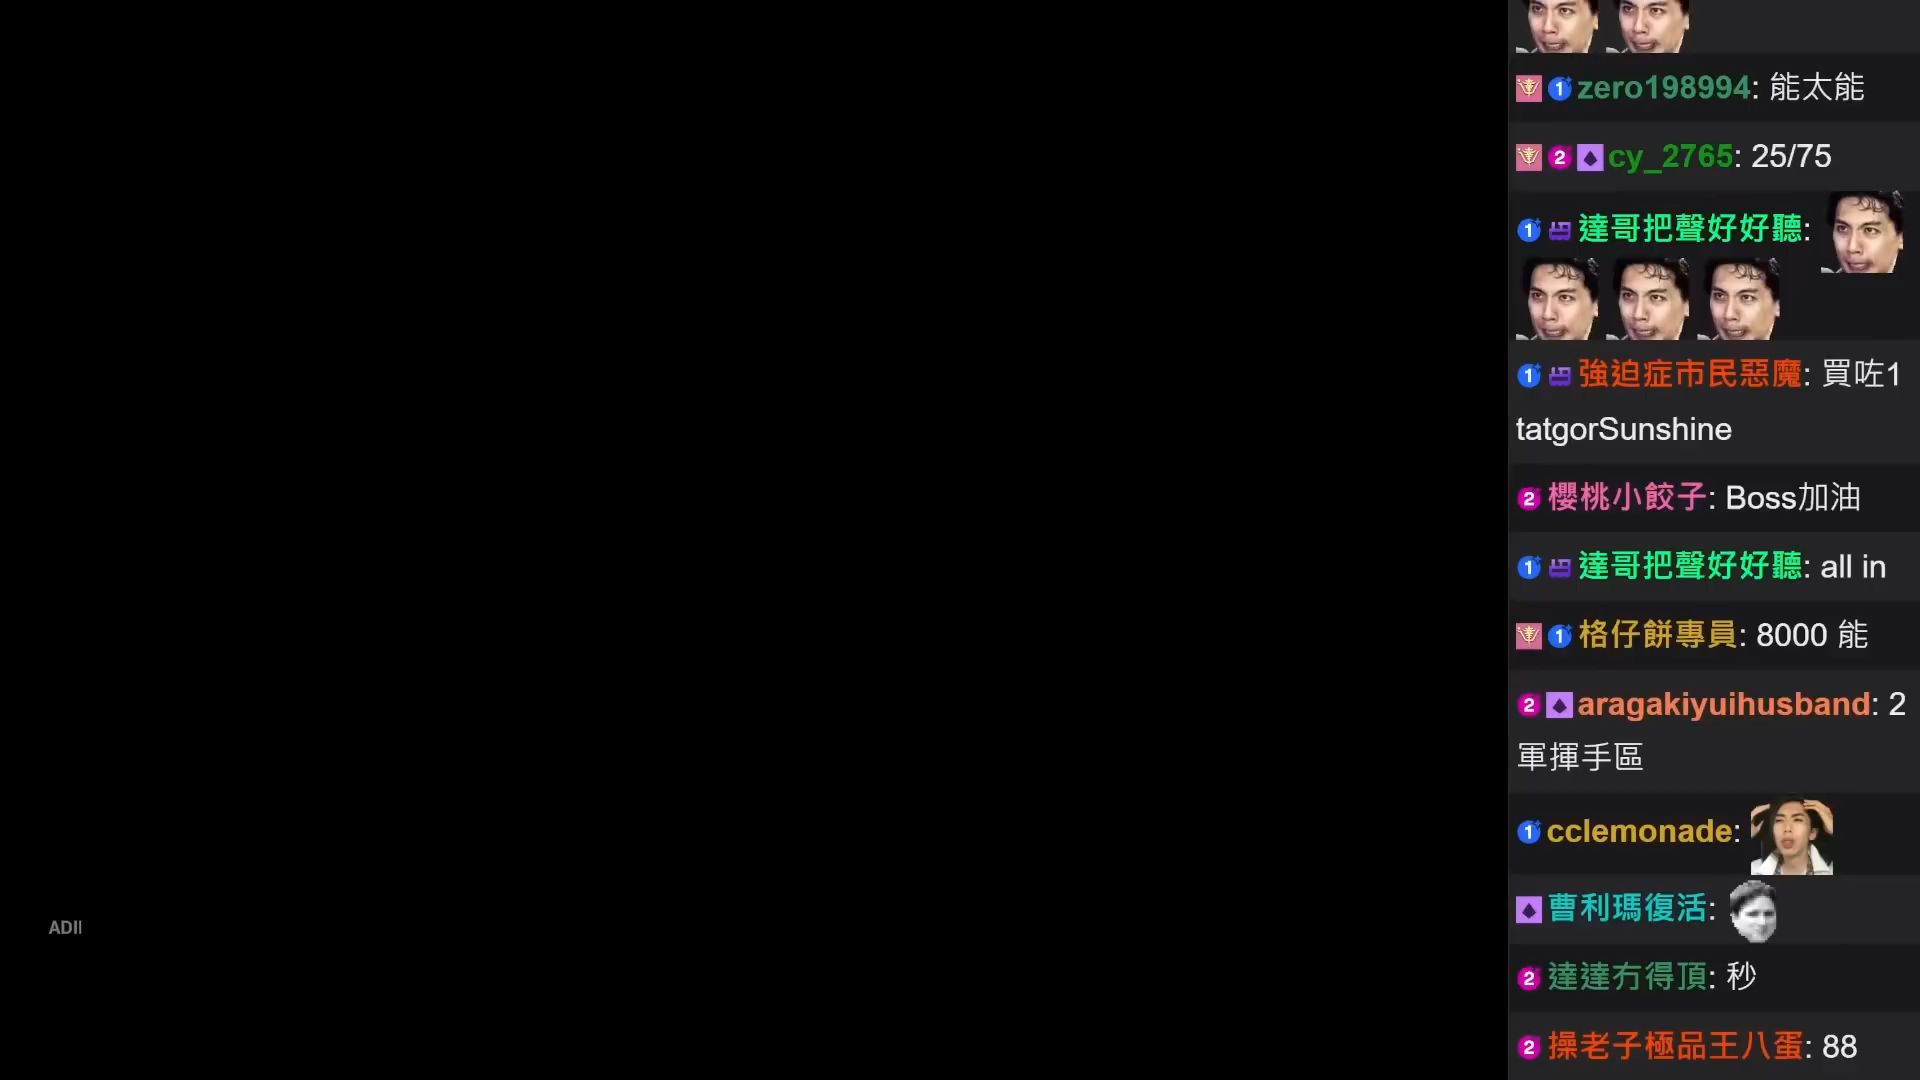 zero198994: 能太能
cy_2765: 25/75
達哥把聲好好聽:
強迫症市民惡魔: 買咗1
tatgorSunshine
櫻桃小餃子: Boss加油
達哥把聲好好聽: all in
格仔餅專員: 8000 能
aragakiyuihusband: 2
軍揮手區
cclemonade:
曹利瑪復活:
ADII
達達冇得頂: 秒
操老子極品王八蛋: 88